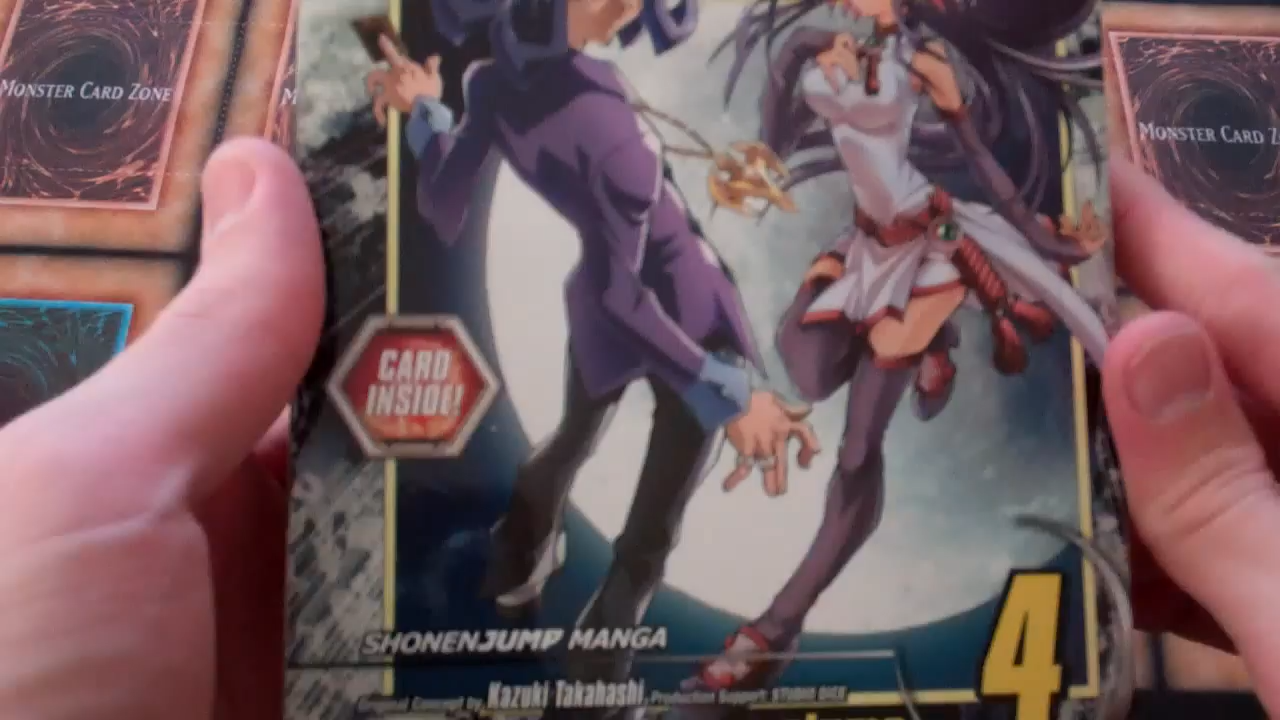 MONSTER CARD ZONE
MONSTER CARD Z
CARD
INSIDE!
SHONEN JUMP MANGA
4
Original Concept by Kazuki Takahashi, Production Support: STUDIO DICE